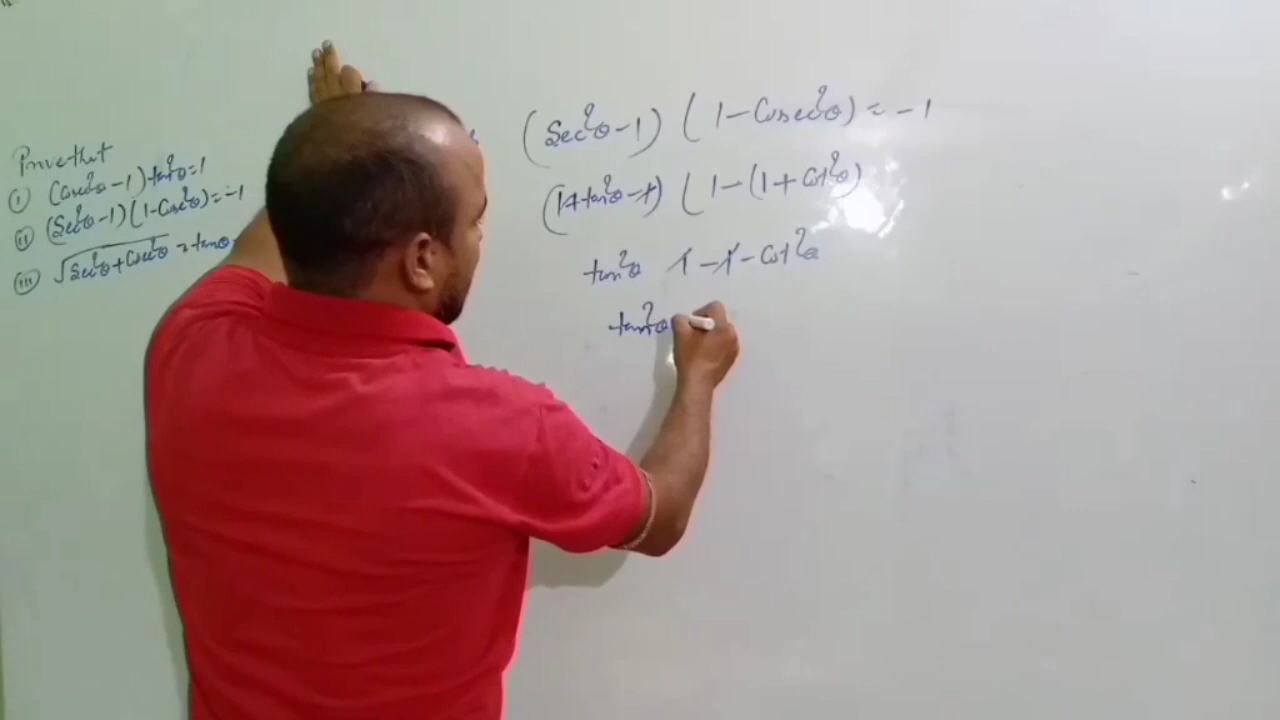 Prove that
(i) (Cosec²θ-1) tan²θ=1
(ii) (Sec²θ-1)(1-Cosec²θ)=-1
(iii) √Sec²θ+Cosec²θ = tanθ
(Sec²θ-1) (1-Cosec²θ) = -1
(1+tan²θ-1) (1-(1+Cot²θ)
tan²θ 1-1-Cot²θ
tan²θ